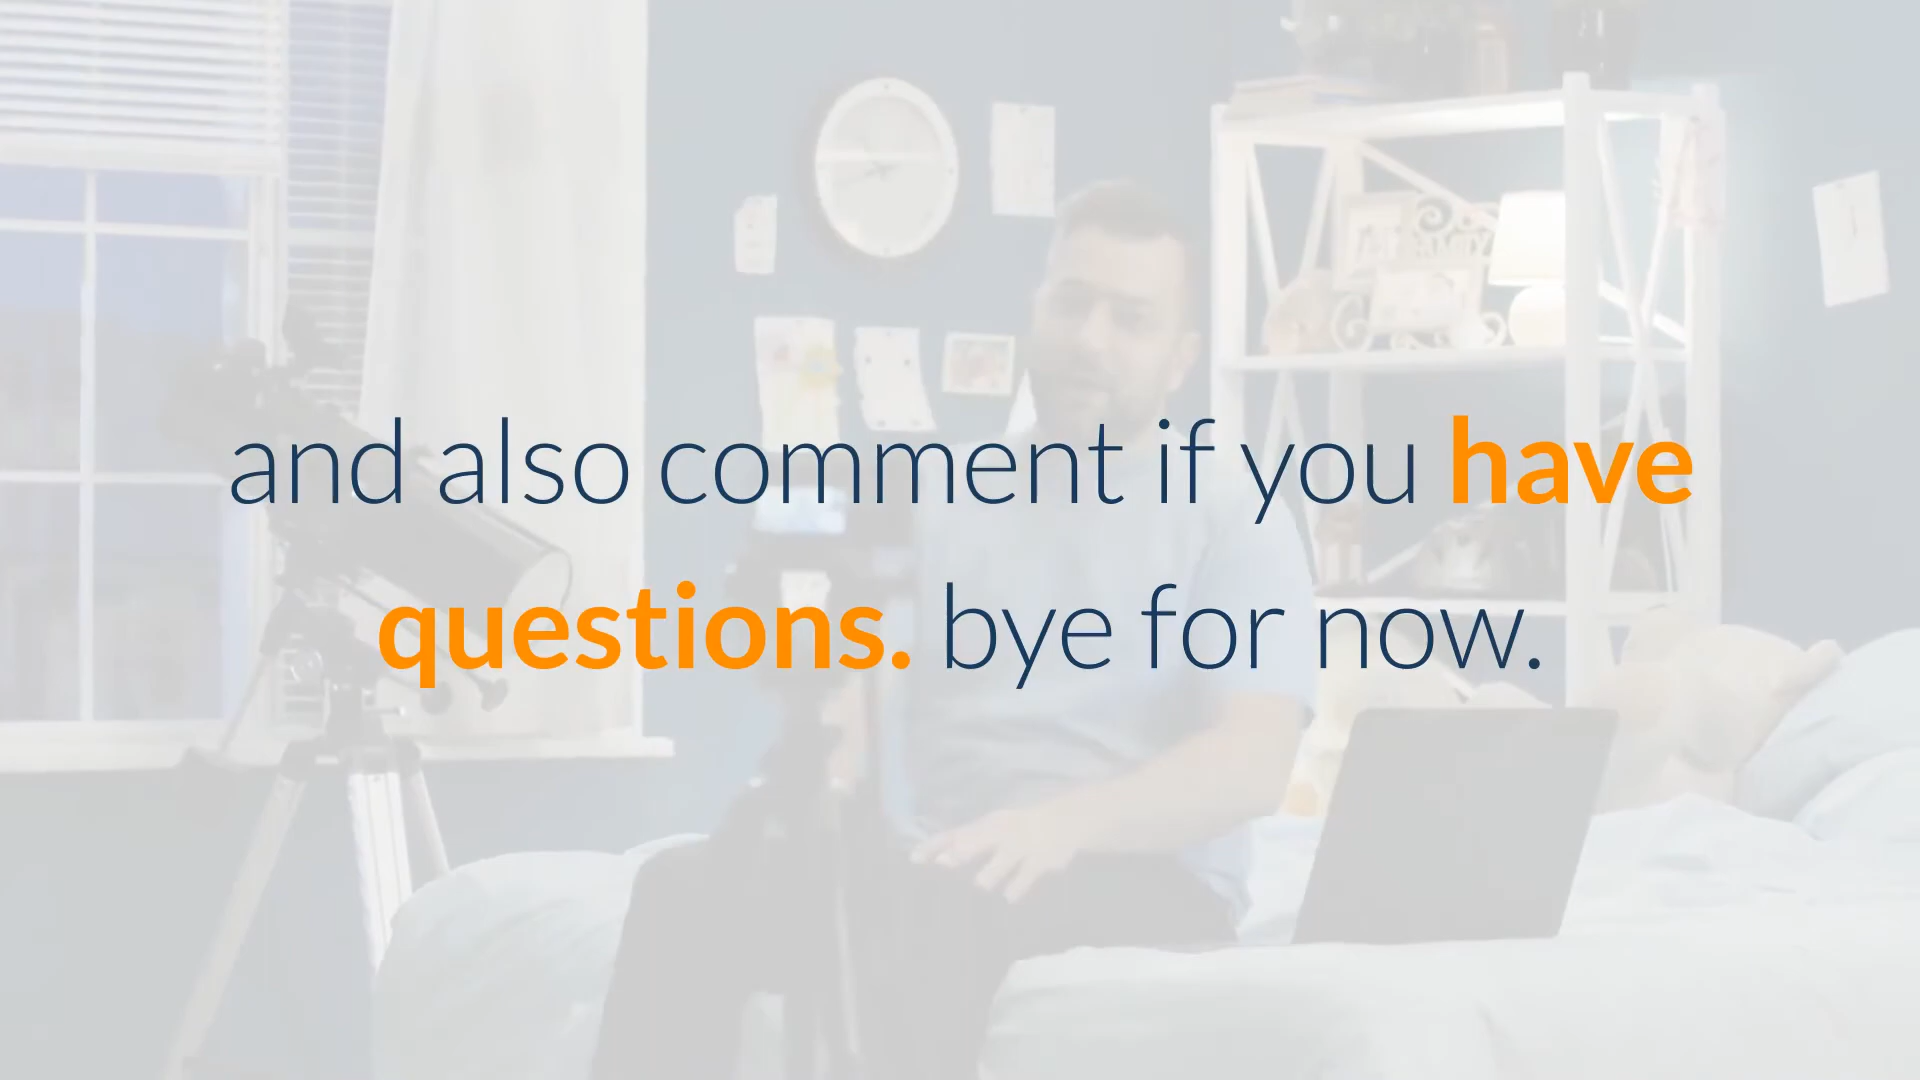 and also comment if you have
questions. bye for now.